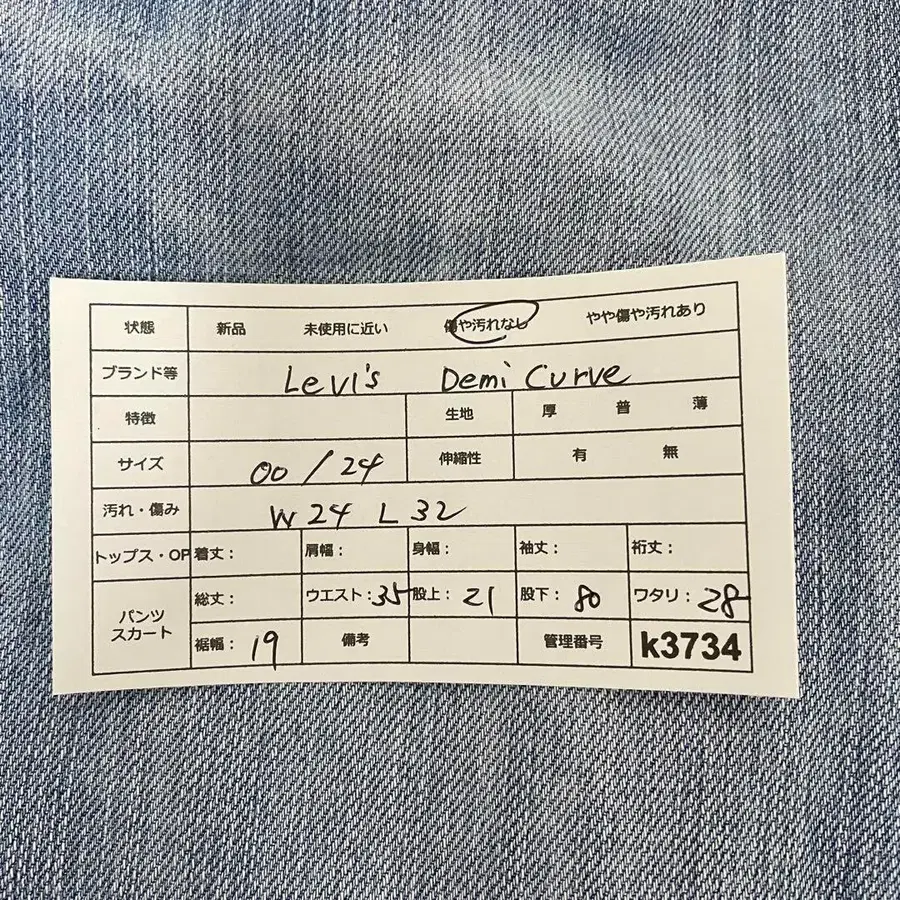 状態 新品 未使用に近い 傷や汚れなし やや傷や汚れあり
ブランド等 Levi's Demi Curve
特徴 生地 厚 普 薄
サイズ 00/24 伸縮性 有 無
汚れ・傷み W24 L32
トップス・OP 着丈: 肩幅: 身幅: 袖丈: 裄丈:
パンツ スカート 総丈: ウエスト:35 股上: 21 股下: 80 ワタリ: 28
裾幅: 19 備考 管理番号 k3734